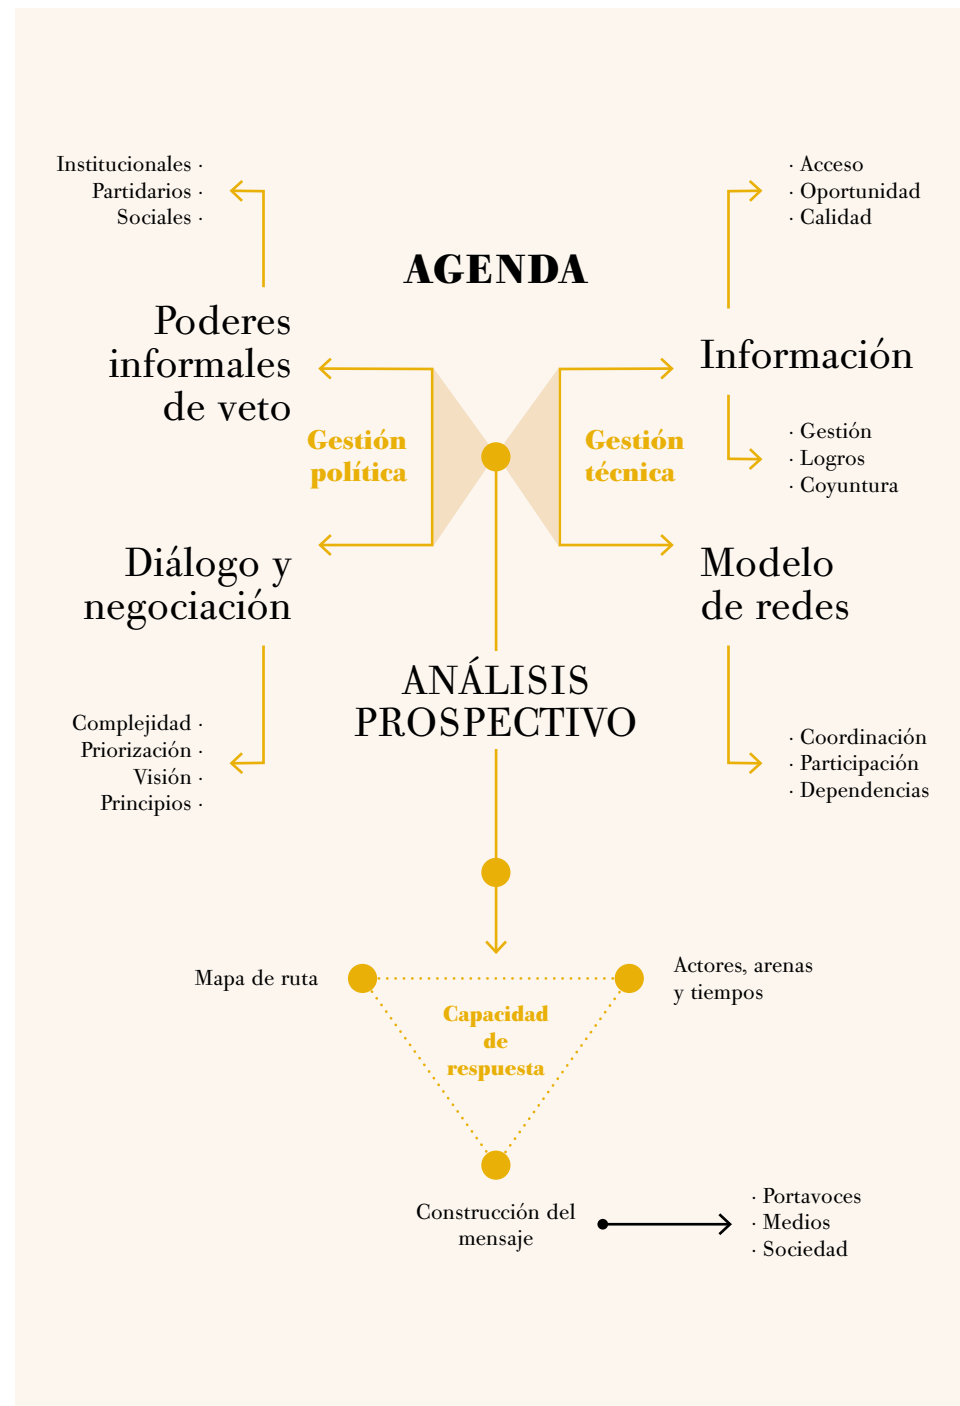 Institucionales ·
Partidarios ·
Sociales ·
· Acceso
· Oportunidad
· Calidad
AGENDA
Poderes
informales
de veto
Información
Gestión
política
Gestión
técnica
· Gestión
· Logros
· Coyuntura
Diálogo y
negociación
Modelo
de redes
ANÁLISIS
PROSPECTIVO
Complejidad ·
Priorización ·
Visión ·
Principios ·
· Coordinación
· Participación
· Dependencias
Mapa de ruta
Actores, arenas
y tiempos
Capacidad
de
respuesta
Construcción del
mensaje
· Portavoces
· Medios
· Sociedad